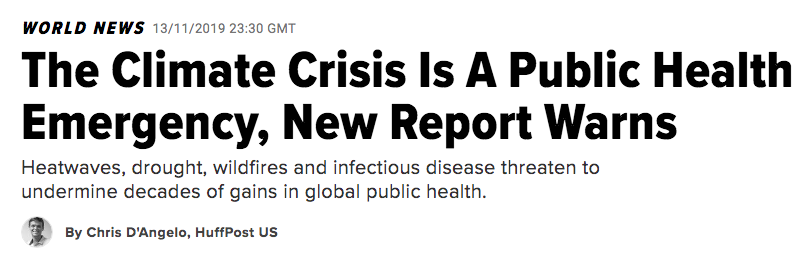 WORLD NEWS 13/11/2019 23:30 GMT
The Climate Crisis Is A Public Health
Emergency, New Report Warns
Heatwaves, drought, wildfires and infectious disease threaten to
undermine decades of gains in global public health.
By Chris D'Angelo, HuffPost US